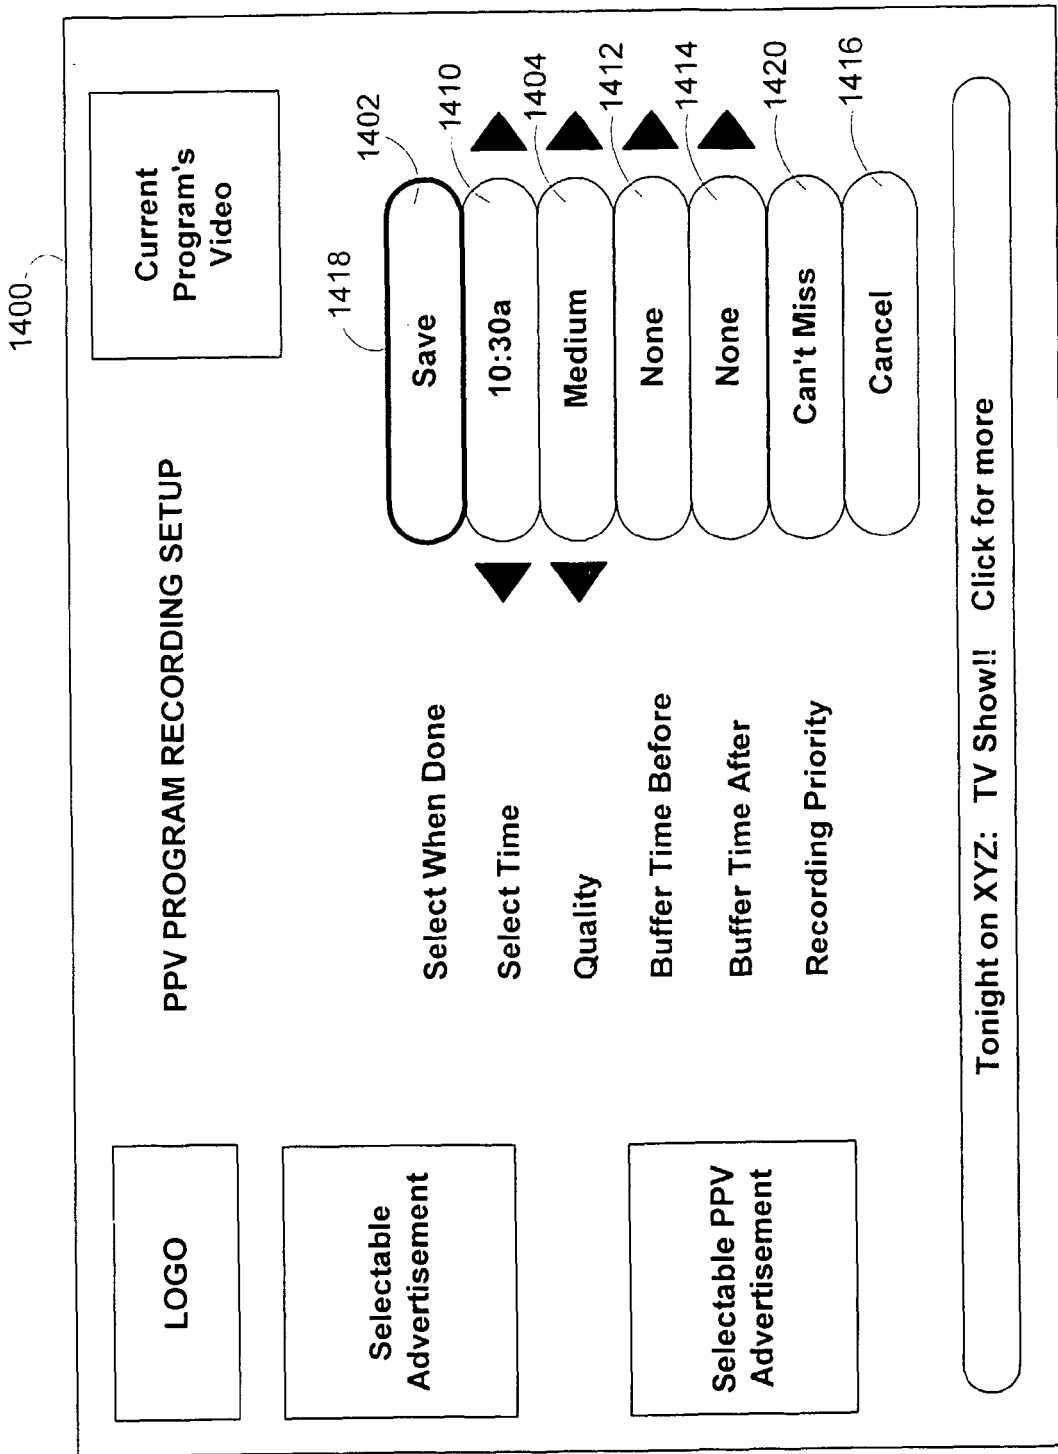 1400
LOGO
PPV PROGRAM RECORDING SETUP
Current
Program's
Video
Selectable
Advertisement
Selectable PPV
Advertisement
1418
1402
Select When Done
Save
1410
Select Time
10:30a
1404
Quality
Medium
1412
Buffer Time Before
None
1414
Buffer Time After
None
1420
Recording Priority
Can't Miss
1416
Cancel
Tonight on XYZ: TV Show!! Click for more